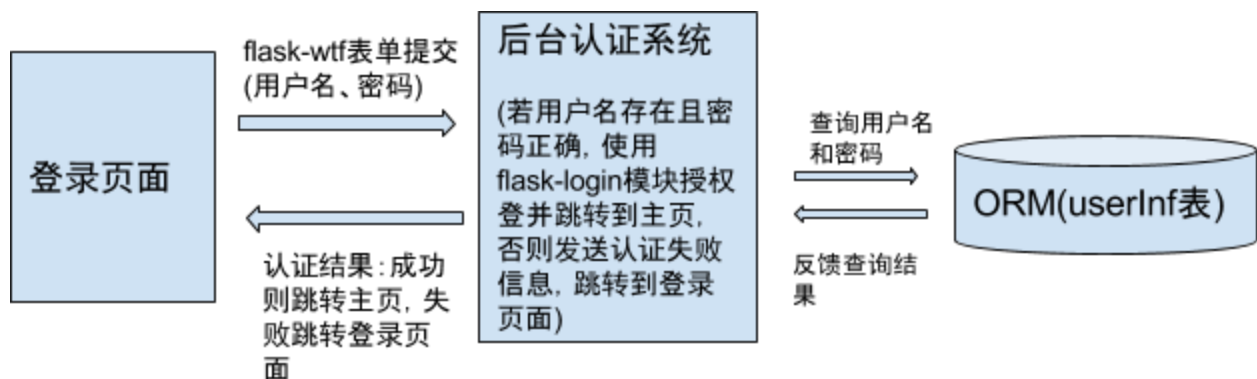 登录页面
flask-wtf表单提交
(用户名、密码)
认证结果：成功
则跳转主页，失
败跳转登录页
面
后台认证系统
(若用户名存在且密
码正确，使用
flask-login模块授权
登并跳转到主页，
否则发送认证失败
信息，跳转到登录
页面)
查询用户名
和密码
反馈查询结
果
ORM(userInf表)